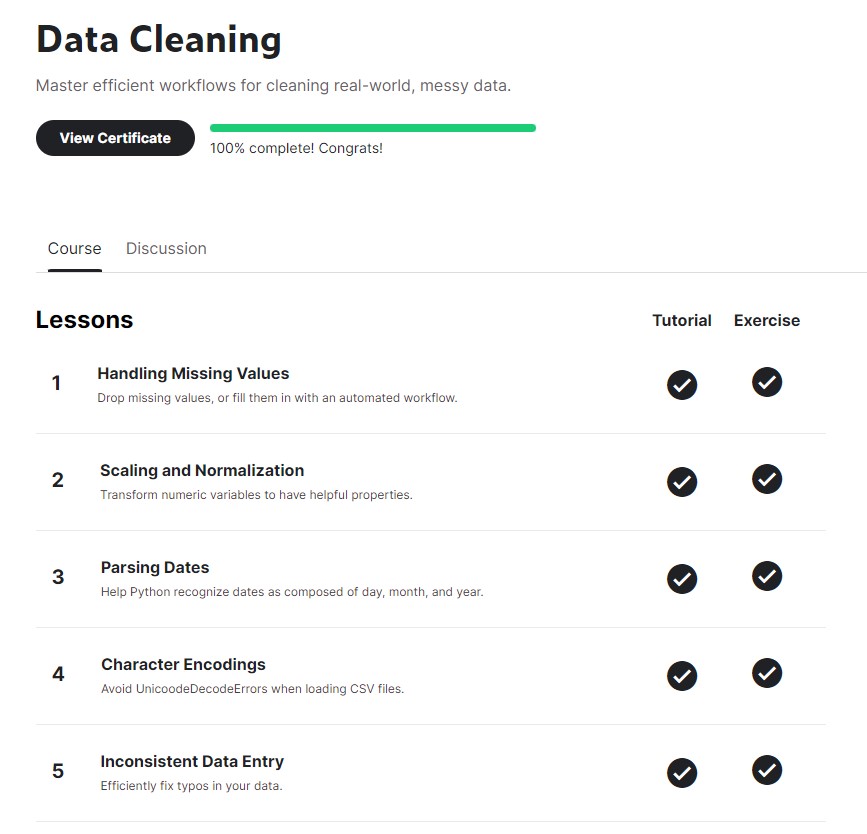 Data Cleaning
Master efficient workflows for cleaning real-world, messy data.
View Certificate
100% complete! Congrats!
Course Discussion
Lessons Tutorial Exercise
1 Handling Missing Values
Drop missing values, or fill them in with an automated workflow.
2 Scaling and Normalization
Transform numeric variables to have helpful properties.
3 Parsing Dates
Help Python recognize dates as composed of day, month, and year.
4 Character Encodings
Avoid UnicoodeDecodeErrors when loading CSV files.
5 Inconsistent Data Entry
Efficiently fix typos in your data.